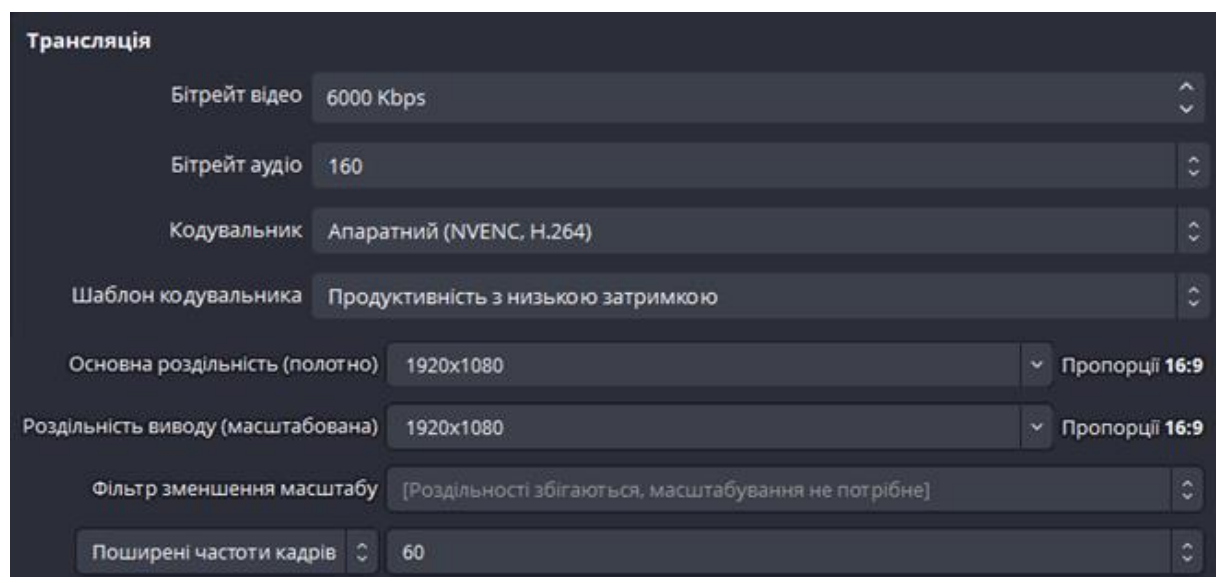 Трансляція
Бітрейт відео 6000 Kbps
Бітрейт аудіо 160
Кодувальник Апаратний (NVENC, H.264)
Шаблон кодувальника Продуктивність з низькою затримкою
Основна роздільність (полотно) 1920x1080 Пропорції 16:9
Роздільність виводу (масштабована) 1920x1080 Пропорції 16:9
Фільтр зменшення масштабу [Роздільності збігаються, масштабування не потрібне]
Поширені частоти кадрів 60